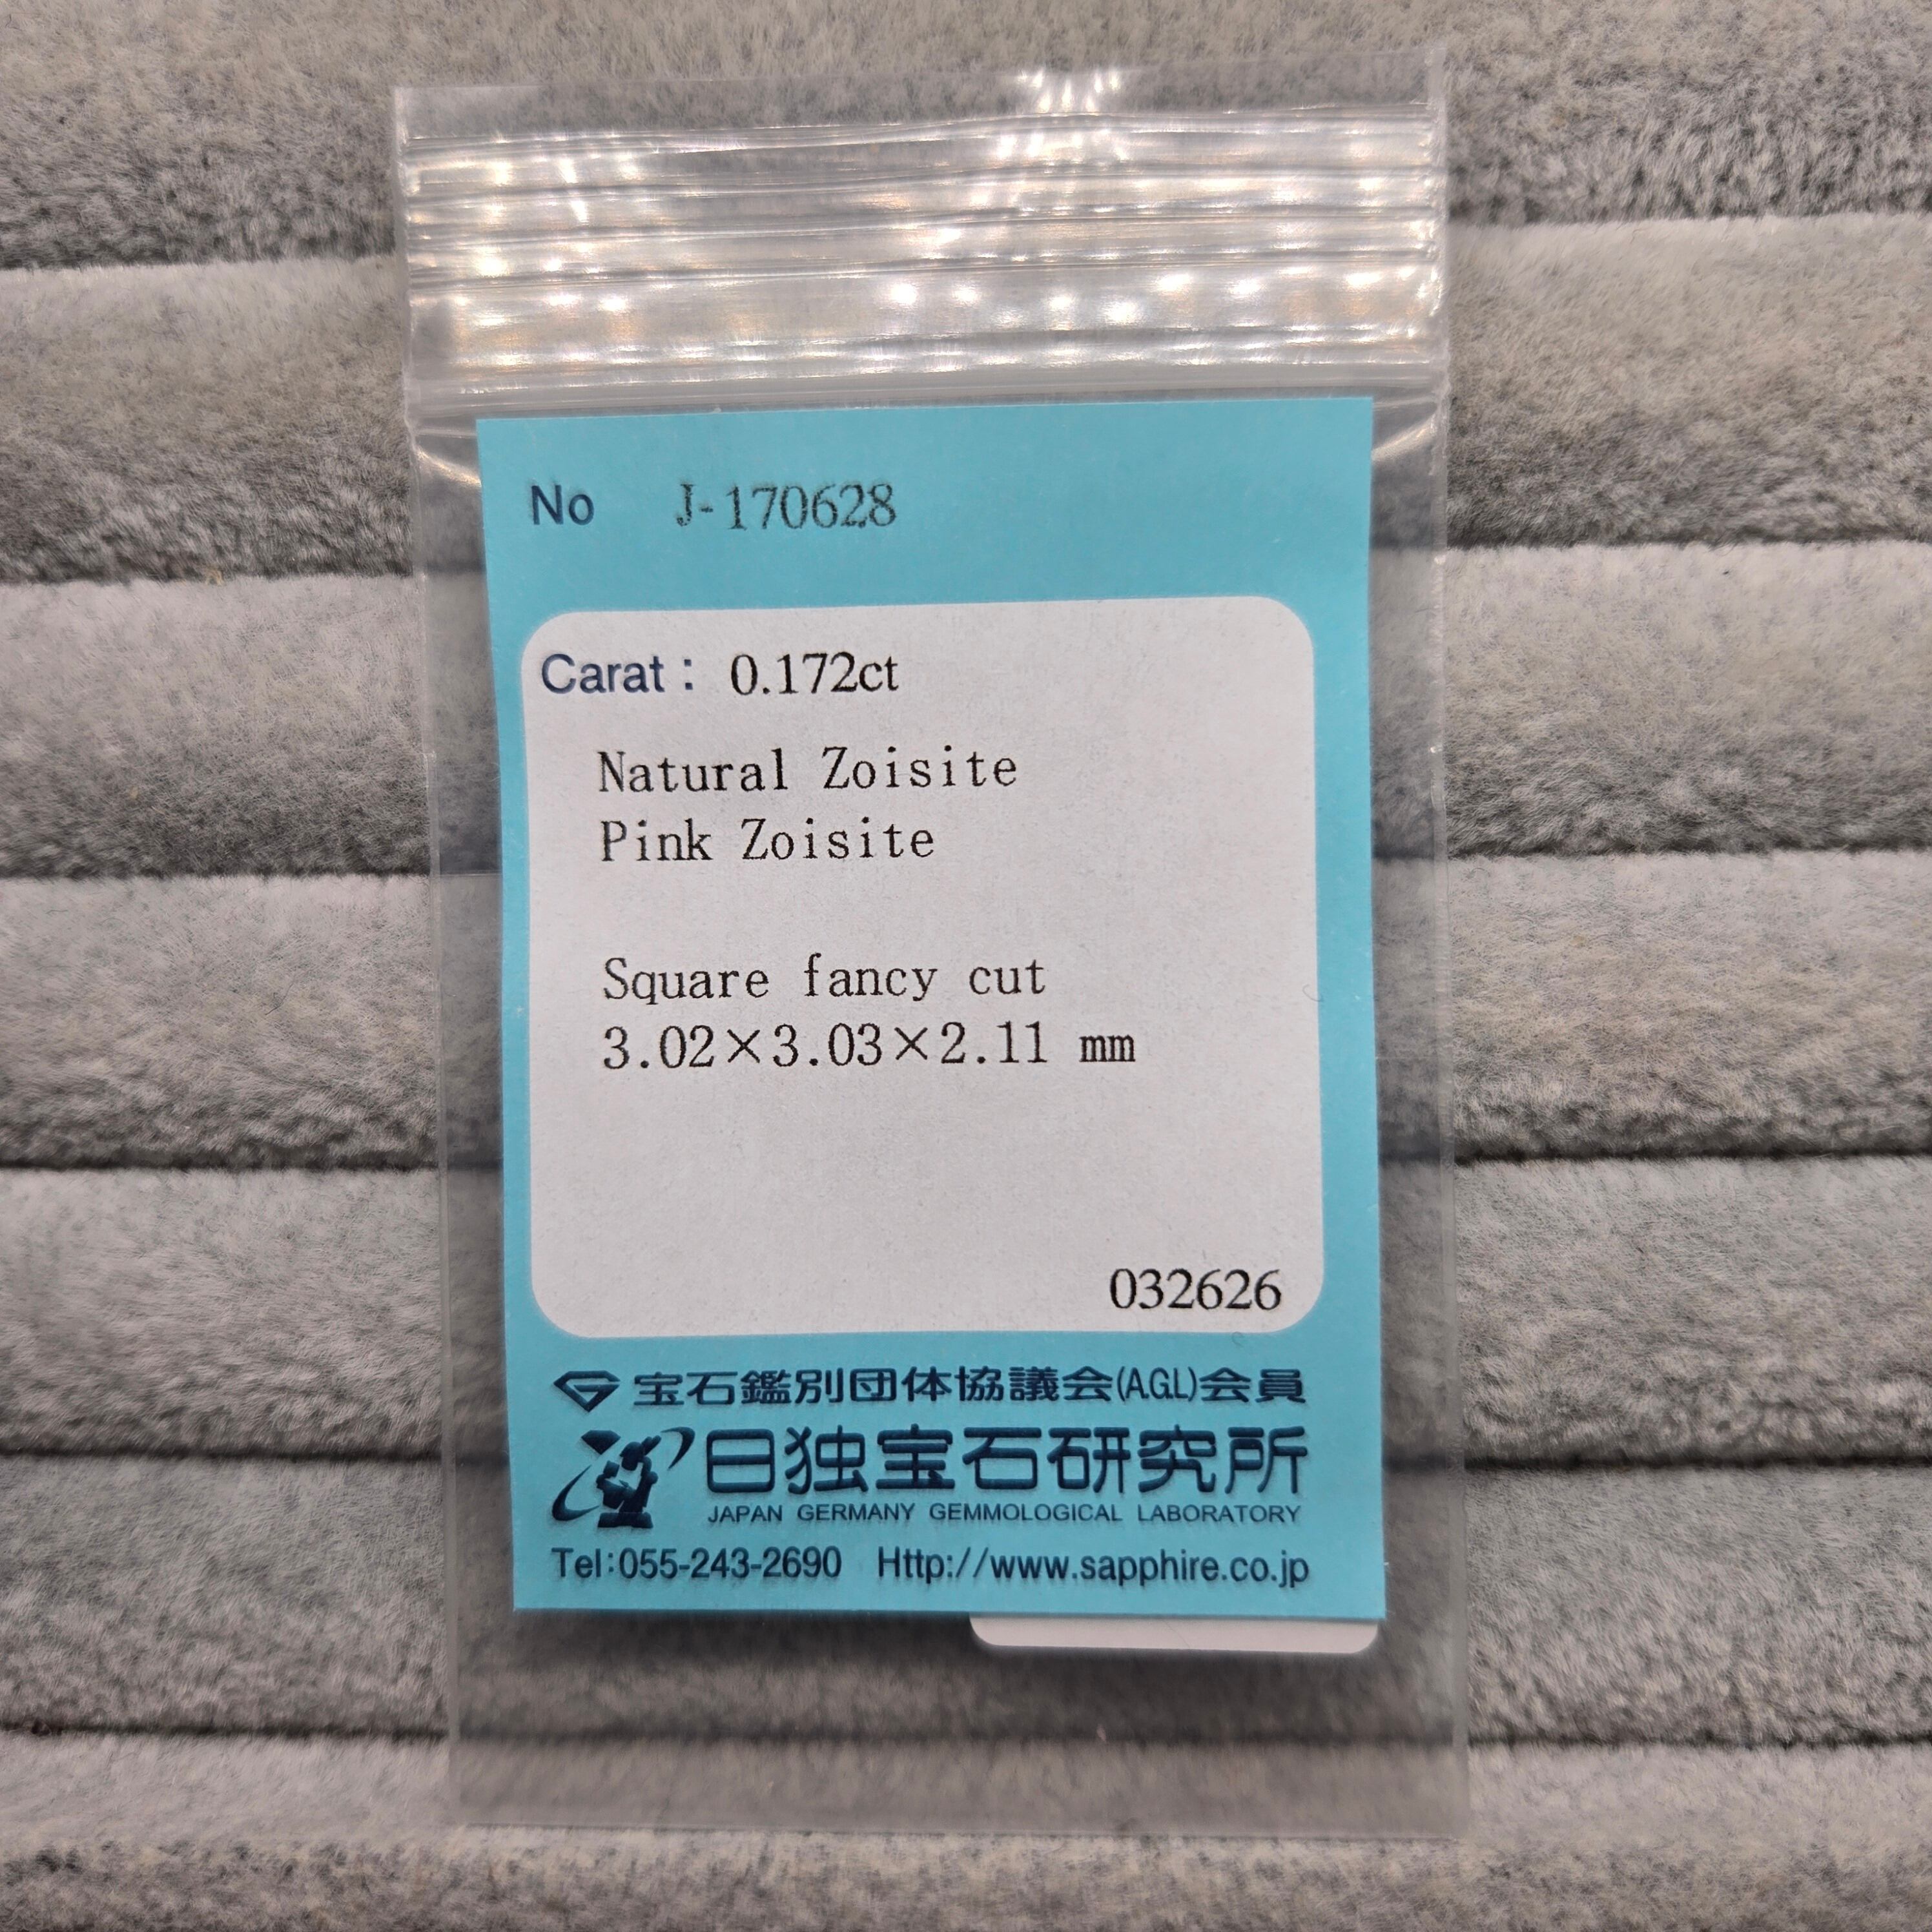 No J-170628
Carat: 0.172ct
Natural Zoisite
Pink Zoisite
Square fancy cut
3.02×3.03×2.11 mm
032626
宝石鑑別団体協議会(A.G.L)会員
日独宝石研究所
JAPAN GERMANY GEMMOLOGICAL LABORATORY
Tel:055-243-2690 Http://www.sapphire.co.jp